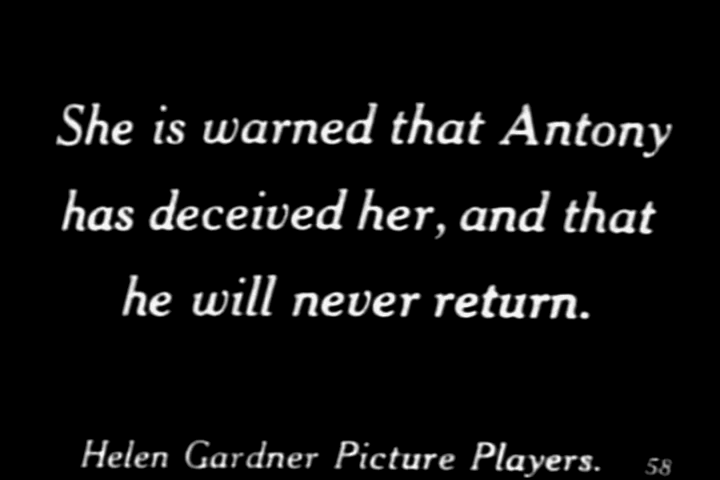 She is warned that Antony
has deceived her, and that
he will never return.
Helen Gardner Picture Players. 58